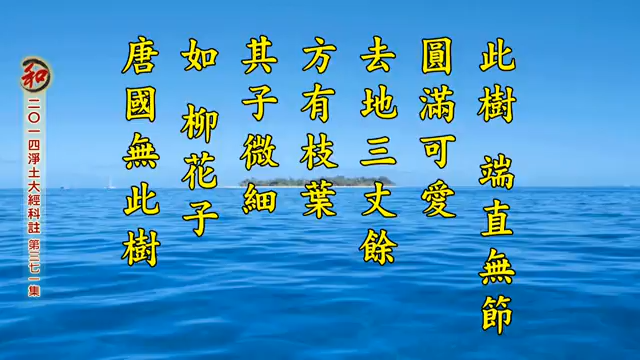 此樹 端直無節
圓滿可愛
去地三丈餘
方有枝葉
其子微細
如 柳花子
唐國無此樹
和
二〇一四淨土大經科註 第三七一集